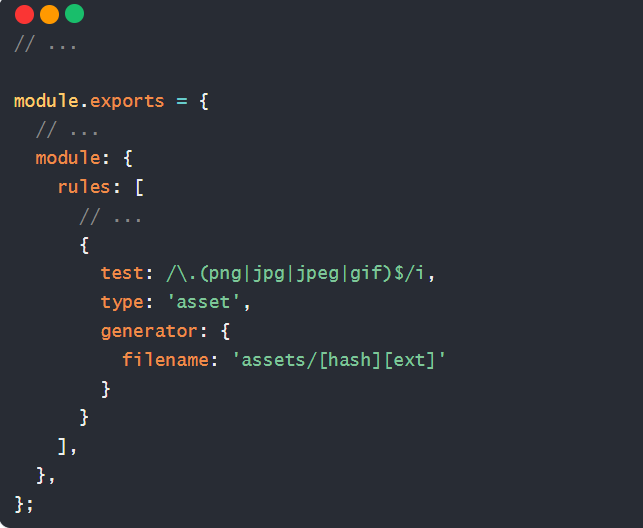 // ...
module.exports = {
  // ...
  module: {
    rules: [
      // ...
      {
        test: /\.(png|jpg|jpeg|gif)$/i,
        type: 'asset',
        generator: {
          filename: 'assets/[hash][ext]'
        }
      }
    ],
  },
};